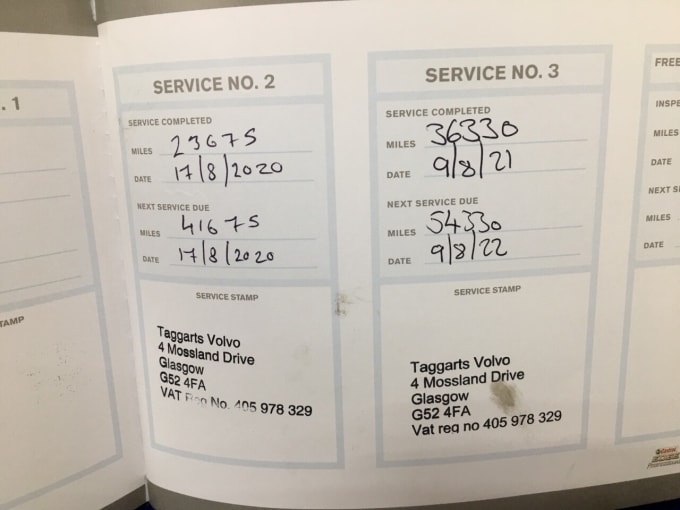 . 1
TAMP
SERVICE NO. 2
SERVICE COMPLETED
MILES 23675
DATE 17/8/2020
NEXT SERVICE DUE
MILES 41675
DATE 17/8/2020
SERVICE STAMP
Taggarts Volvo
4 Mossland Drive
Glasgow
G52 4FA
VAT Reg No. 405 978 329
SERVICE NO. 3
SERVICE COMPLETED
MILES 36330
DATE 9/8/21
NEXT SERVICE DUE
MILES 54330
DATE 9/8/22
SERVICE STAMP
Taggarts Volvo
4 Mossland Drive
Glasgow
G52 4FA
Vat reg no 405 978 329
FREE
INSPE
MILES
DATE
NEXT S
MILES
DATE
Castrol